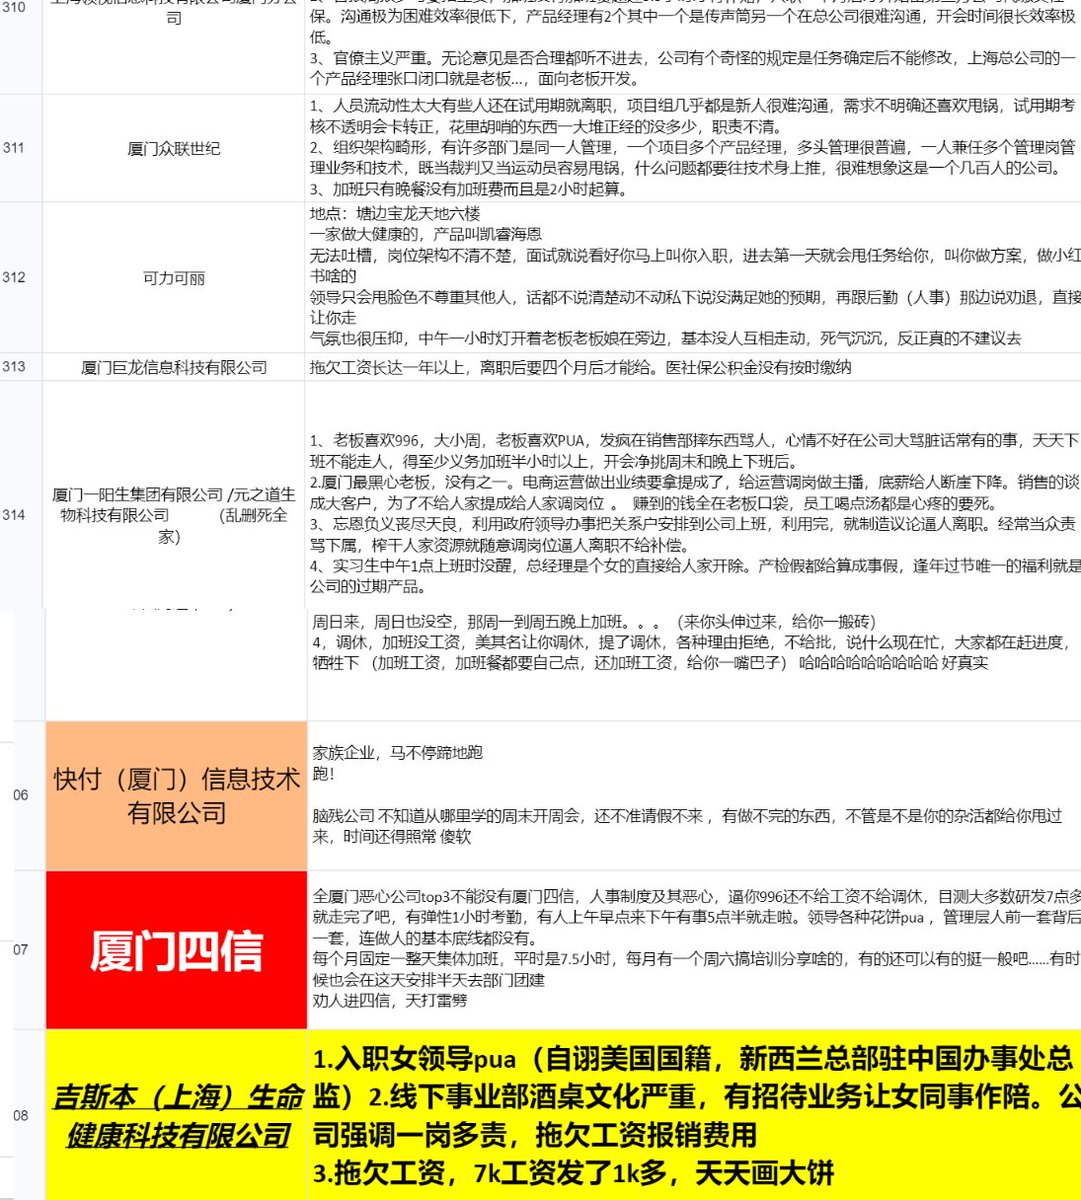 310
司
保。沟通极为困难效率很低下，产品经理有2个其中一个是传声筒另一个在总公司很难沟通，开会时间很长效率极
低。
3、官僚主义严重。无论意见是否合理都听不进去，公司有个奇怪的规定是任务确定后不能修改，上海总公司的一
个产品经理张口闭口就是老板...，面向老板开发。
311
厦门众联世纪
1、人员流动性太大有些人还在试用期就离职，项目组几乎都是新人很难沟通，需求不明确还喜欢甩锅，试用期考
核不透明会卡转正，花里胡哨的东西一大堆正经的没多少，职责不清。
2、组织架构畸形，有许多部门是同一人管理，一个项目多个产品经理，多头管理很普遍，一人兼任多个管理岗管
理业务和技术，既当裁判又当运动员容易甩锅，什么问题都要往技术身上推，很难想象这是一个几百人的公司。
3、加班只有晚餐没有加班费而且是2小时起算。
312
可力可丽
地点：塘边宝龙天地六楼
一家做大健康的，产品叫凯睿海恩
无法吐槽，岗位架构不清不楚，面试就说看好你马上叫你入职，进去第一天就会甩任务给你，叫你做方案，做小红
书啥的
领导只会甩脸色不尊重其他人，话都不说清楚动不动私下说没满足她的预期，再跟后勤（人事）那边说劝退，直接
让你走
气氛也很压抑，中午一小时灯开着老板老板娘在旁边，基本没人互相走动，死气沉沉，反正真的不建议去
313
厦门巨龙信息科技有限公司
拖欠工资长达一年以上，离职后要四个月后才能给。医社保公积金没有按时缴纳
314
厦门一阳生集团有限公司 /元之道生
物科技有限公司 （乱删死全
家）
1、老板喜欢996，大小周，老板喜欢PUA，发疯在销售部摔东西骂人，心情不好在公司大骂脏话常有的事，天天下
班不能走人，得至少义务加班半小时以上，开会净挑周末和晚上下班后。
2.厦门最黑心老板，没有之一。电商运营做出业绩要拿提成了，给运营调岗做主播，底薪给人断崖下降。销售的谈
成大客户，为了不给人家提成给人家调岗位 。 赚到的钱全在老板口袋，员工喝点汤都是心疼的要死。
3、忘恩负义丧尽天良，利用政府领导办事把关系户安排到公司上班，利用完，就制造议论逼人离职。经常当众责
骂下属，榨干人家资源就随意调岗位逼人离职不给补偿。
4、实习生中午1点上班时没醒，总经理是个女的直接给人家开除。产检假都给算成事假，逢年过节唯一的福利就是
公司的过期产品。
周日来，周日也没空，那周一到周五晚上加班。。。（来你头伸过来，给你一搬砖）
4，调休，加班没工资，美其名让你调休，提了调休，各种理由拒绝，不给批，说什么现在忙，大家都在赶进度，
牺牲下 （加班工资，加班餐都要自己点，还加班工资，给你一嘴巴子） 哈哈哈哈哈哈哈哈哈 好真实
06
快付（厦门）信息技术
有限公司
家族企业，马不停蹄地跑
跑！
脑残公司 不知道从哪里学的周末开周会，还不准请假不来 ，有做不完的东西，不管是不是你的杂活都给你甩过
来，时间还得照常 傻软
07
厦门四信
全厦门恶心公司top3不能没有厦门四信，人事制度及其恶心，逼你996还不给工资不给调休，目测大多数研发7点多
就走完了吧，有弹性1小时考勤，有人上午早点来下午有事5点半就走啦。领导各种花饼pua ，管理层人前一套背后
一套，连做人的基本底线都没有。
每个月固定一整天集体加班，平时是7.5小时，每月有一个周六搞培训分享啥的，有的还可以有的挺一般吧......有时
候也会在这天安排半天去部门团建
劝人进四信，天打雷劈
08
吉斯本（上海）生命
健康科技有限公司
1.入职女领导pua（自诩美国国籍，新西兰总部驻中国办事处总
监）2.线下事业部酒桌文化严重，有招待业务让女同事作陪。公
司强调一岗多责，拖欠工资报销费用
3.拖欠工资，7k工资发了1k多，天天画大饼